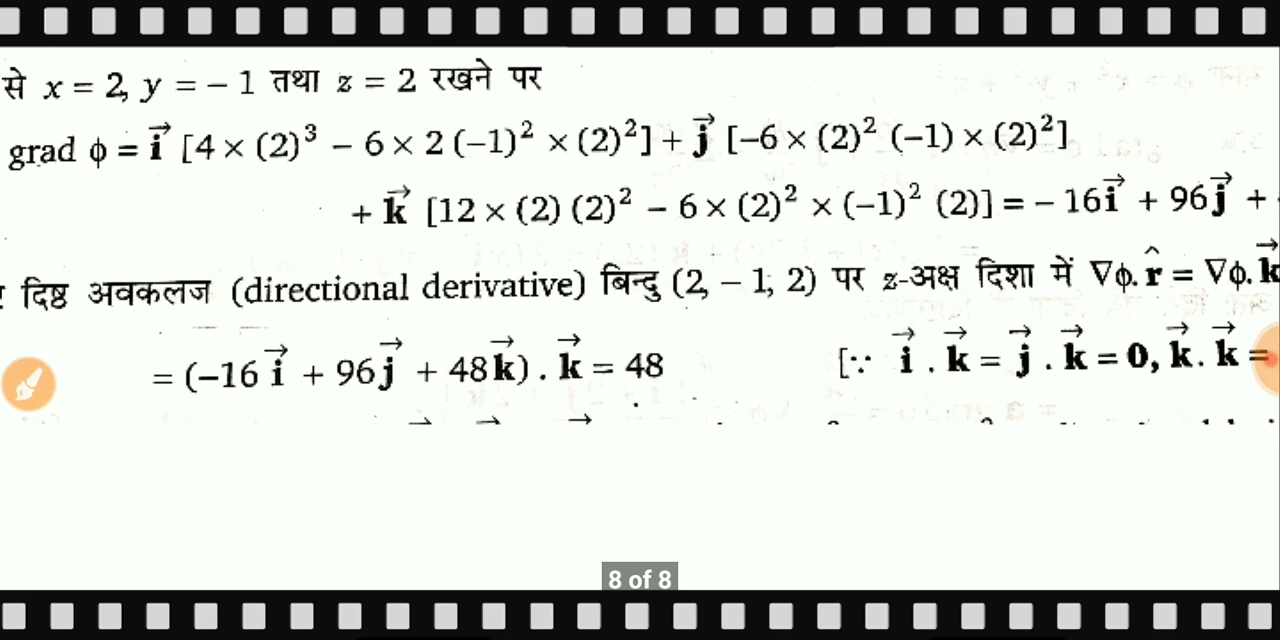 से x = 2, y = – 1 तथा z = 2 रखने पर
grad ϕ = i⃗ [4 × (2)³ – 6 × 2 (–1)² × (2)²] + j⃗ [–6 × (2)² (–1) × (2)²]
+ k⃗ [12 × (2) (2)² – 6 × (2)² × (–1)² (2)] = – 16i⃗ + 96j⃗ +
दिष्ट अवकलज (directional derivative) बिन्दु (2, – 1, 2) पर z-अक्ष दिशा में ∇ϕ. r̂ = ∇ϕ. k⃗
= (–16 i⃗ + 96j⃗ + 48k⃗) . k⃗ = 48 [∵ i⃗ . k⃗ = j⃗ . k⃗ = 0, k⃗. k⃗ =
8 of 8